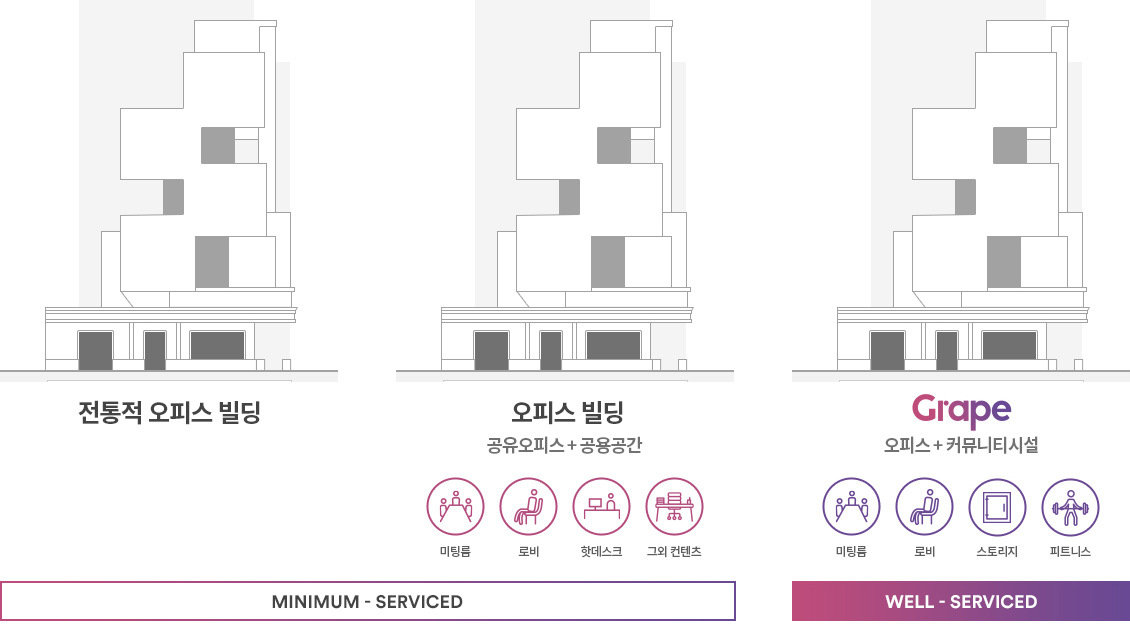 전통적 오피스 빌딩
오피스 빌딩
공유오피스 + 공용공간
미팅룸
로비
핫데스크
그외 컨텐츠
Grape
오피스 + 커뮤니티시설
미팅룸
로비
스토리지
피트니스
MINIMUM - SERVICED
WELL - SERVICED